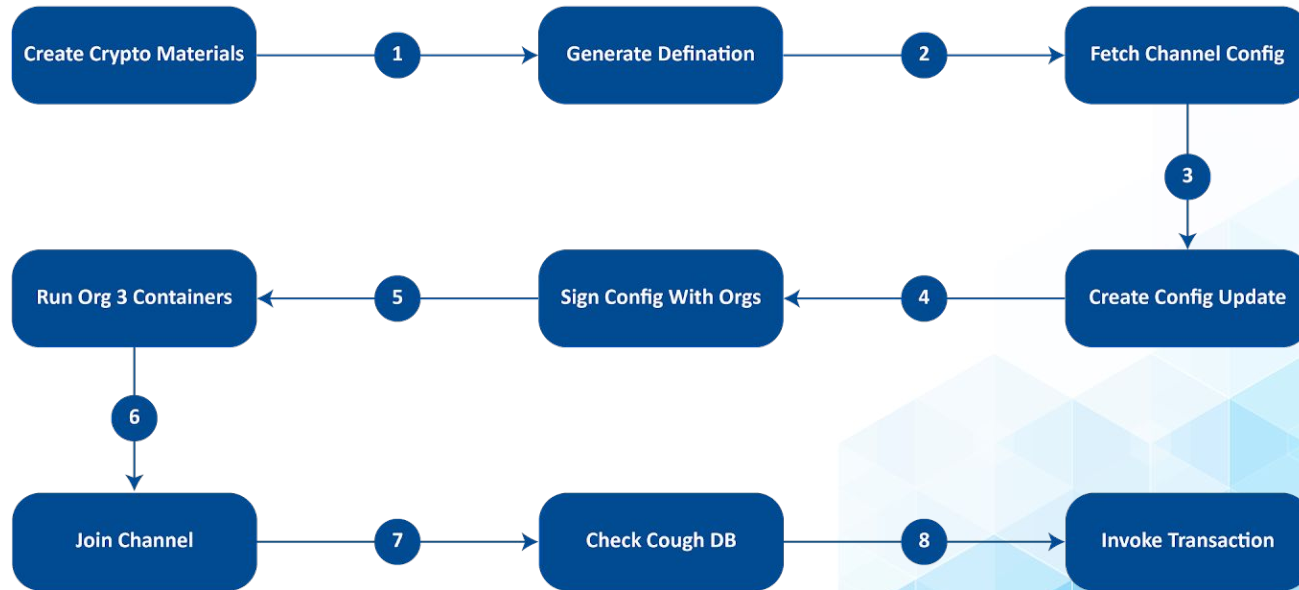 Create Crypto Materials
1
Generate Defination
2
Fetch Channel Config
3
Create Config Update
4
Sign Config With Orgs
5
Run Org 3 Containers
6
Join Channel
7
Check Cough DB
8
Invoke Transaction